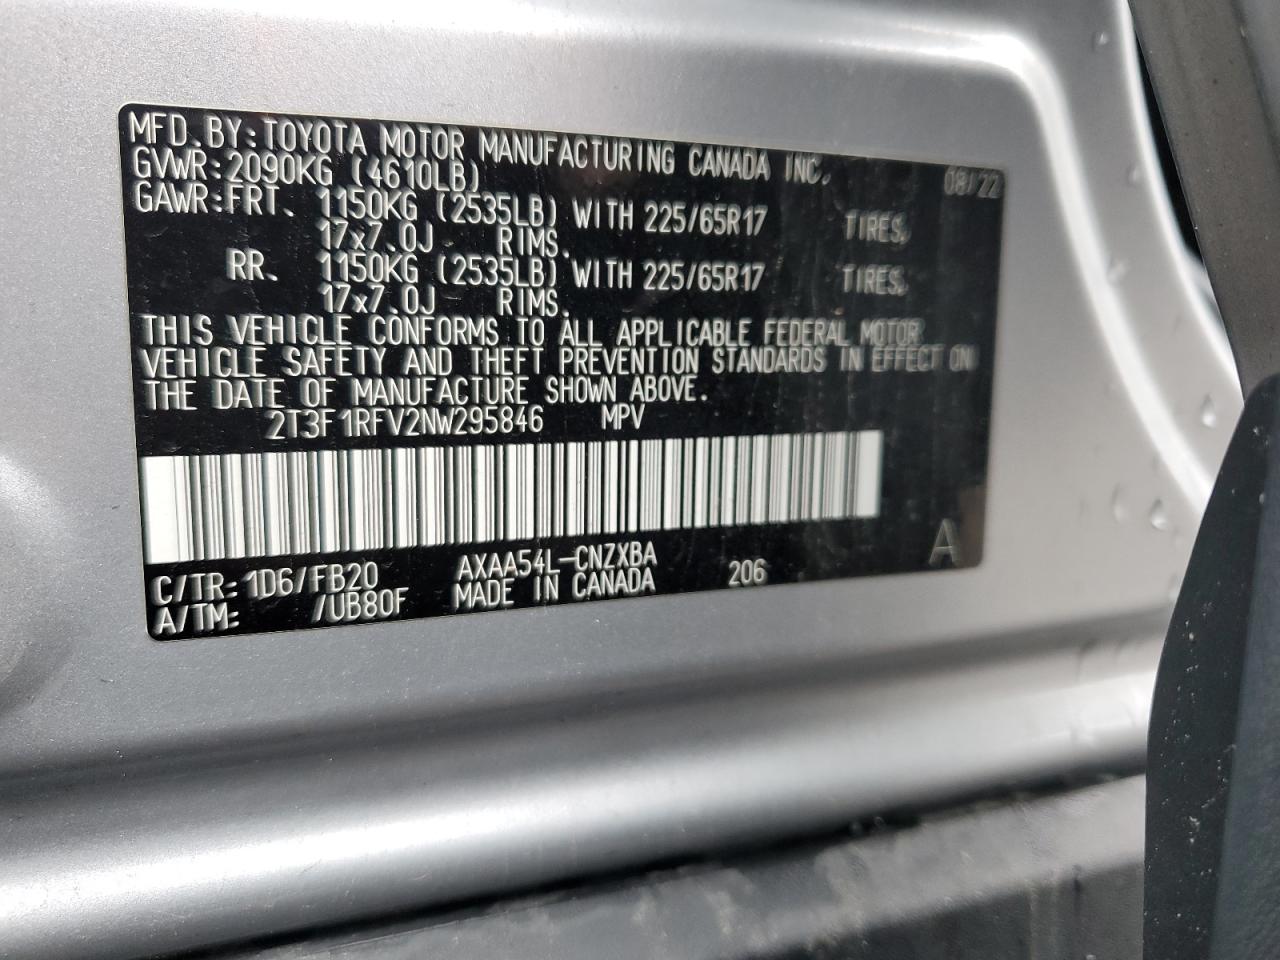 MFD. BY: TOYOTA MOTOR MANUFACTURING CANADA INC. 08/22
GVWR: 2090KG (4610LB)
GAWR: FRT. 1150KG (2535LB) WITH 225/65R17 TIRES,
17x7.0J RIMS.
RR. 1150KG (2535LB) WITH 225/65R17 TIRES,
17x7.0J RIMS.
THIS VEHICLE CONFORMS TO ALL APPLICABLE FEDERAL MOTOR
VEHICLE SAFETY AND THEFT PREVENTION STANDARDS IN EFFECT ON
THE DATE OF MANUFACTURE SHOWN ABOVE.
2T3F1RFV2NW295846 MPV
A
C/TR: 1D6/FB20 AXAA54L-CNZXBA
A/TM: /UB80F MADE IN CANADA 206